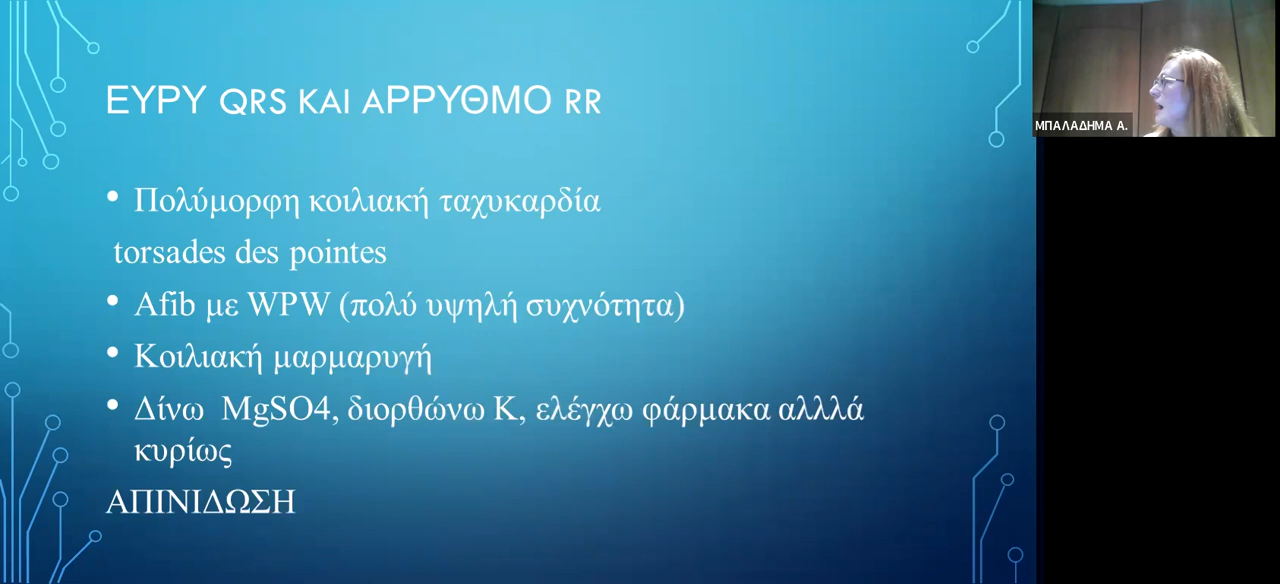 ΕΥΡΥ QRS ΚΑΙ ΑΡΡΥΘΜΟ RR
• Πολύμορφη κοιλιακή ταχυκαρδία
torsades des pointes
• Afib με WPW (πολύ υψηλή συχνότητα)
• Κοιλιακή μαρμαρυγή
• Δίνω MgSO4, διορθώνω Κ, ελέγχω φάρμακα αλλλά
κυρίως
ΑΠΙΝΙΔΩΣΗ
ΜΠΑΛΑΔΗΜΑ Α.